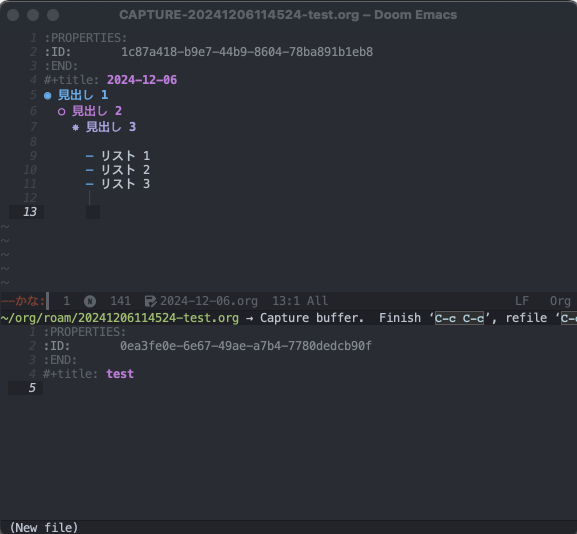 CAPTURE-20241206114524-test.org – Doom Emacs
1 :PROPERTIES:
2 :ID:       1c87a418-b9e7-44b9-8604-78ba891b1eb8
3 :END:
4 #+title: 2024-12-06
5 ◉ 見出し 1
6 ○ 見出し 2
7 ✸ 見出し 3
8
9 – リスト 1
10 – リスト 2
11 – リスト 3
12
13
~
~
~
~
~
--かな: 1 N 141 2024-12-06.org 13:1 All LF Org
~/org/roam/20241206114524-test.org → Capture buffer.  Finish ‘C-c C-c’, refile ‘C-c
1 :PROPERTIES:
2 :ID:       0ea3fe0e-6e67-49ae-a7b4-7780dedcb90f
3 :END:
4 #+title: test
5
(New file)